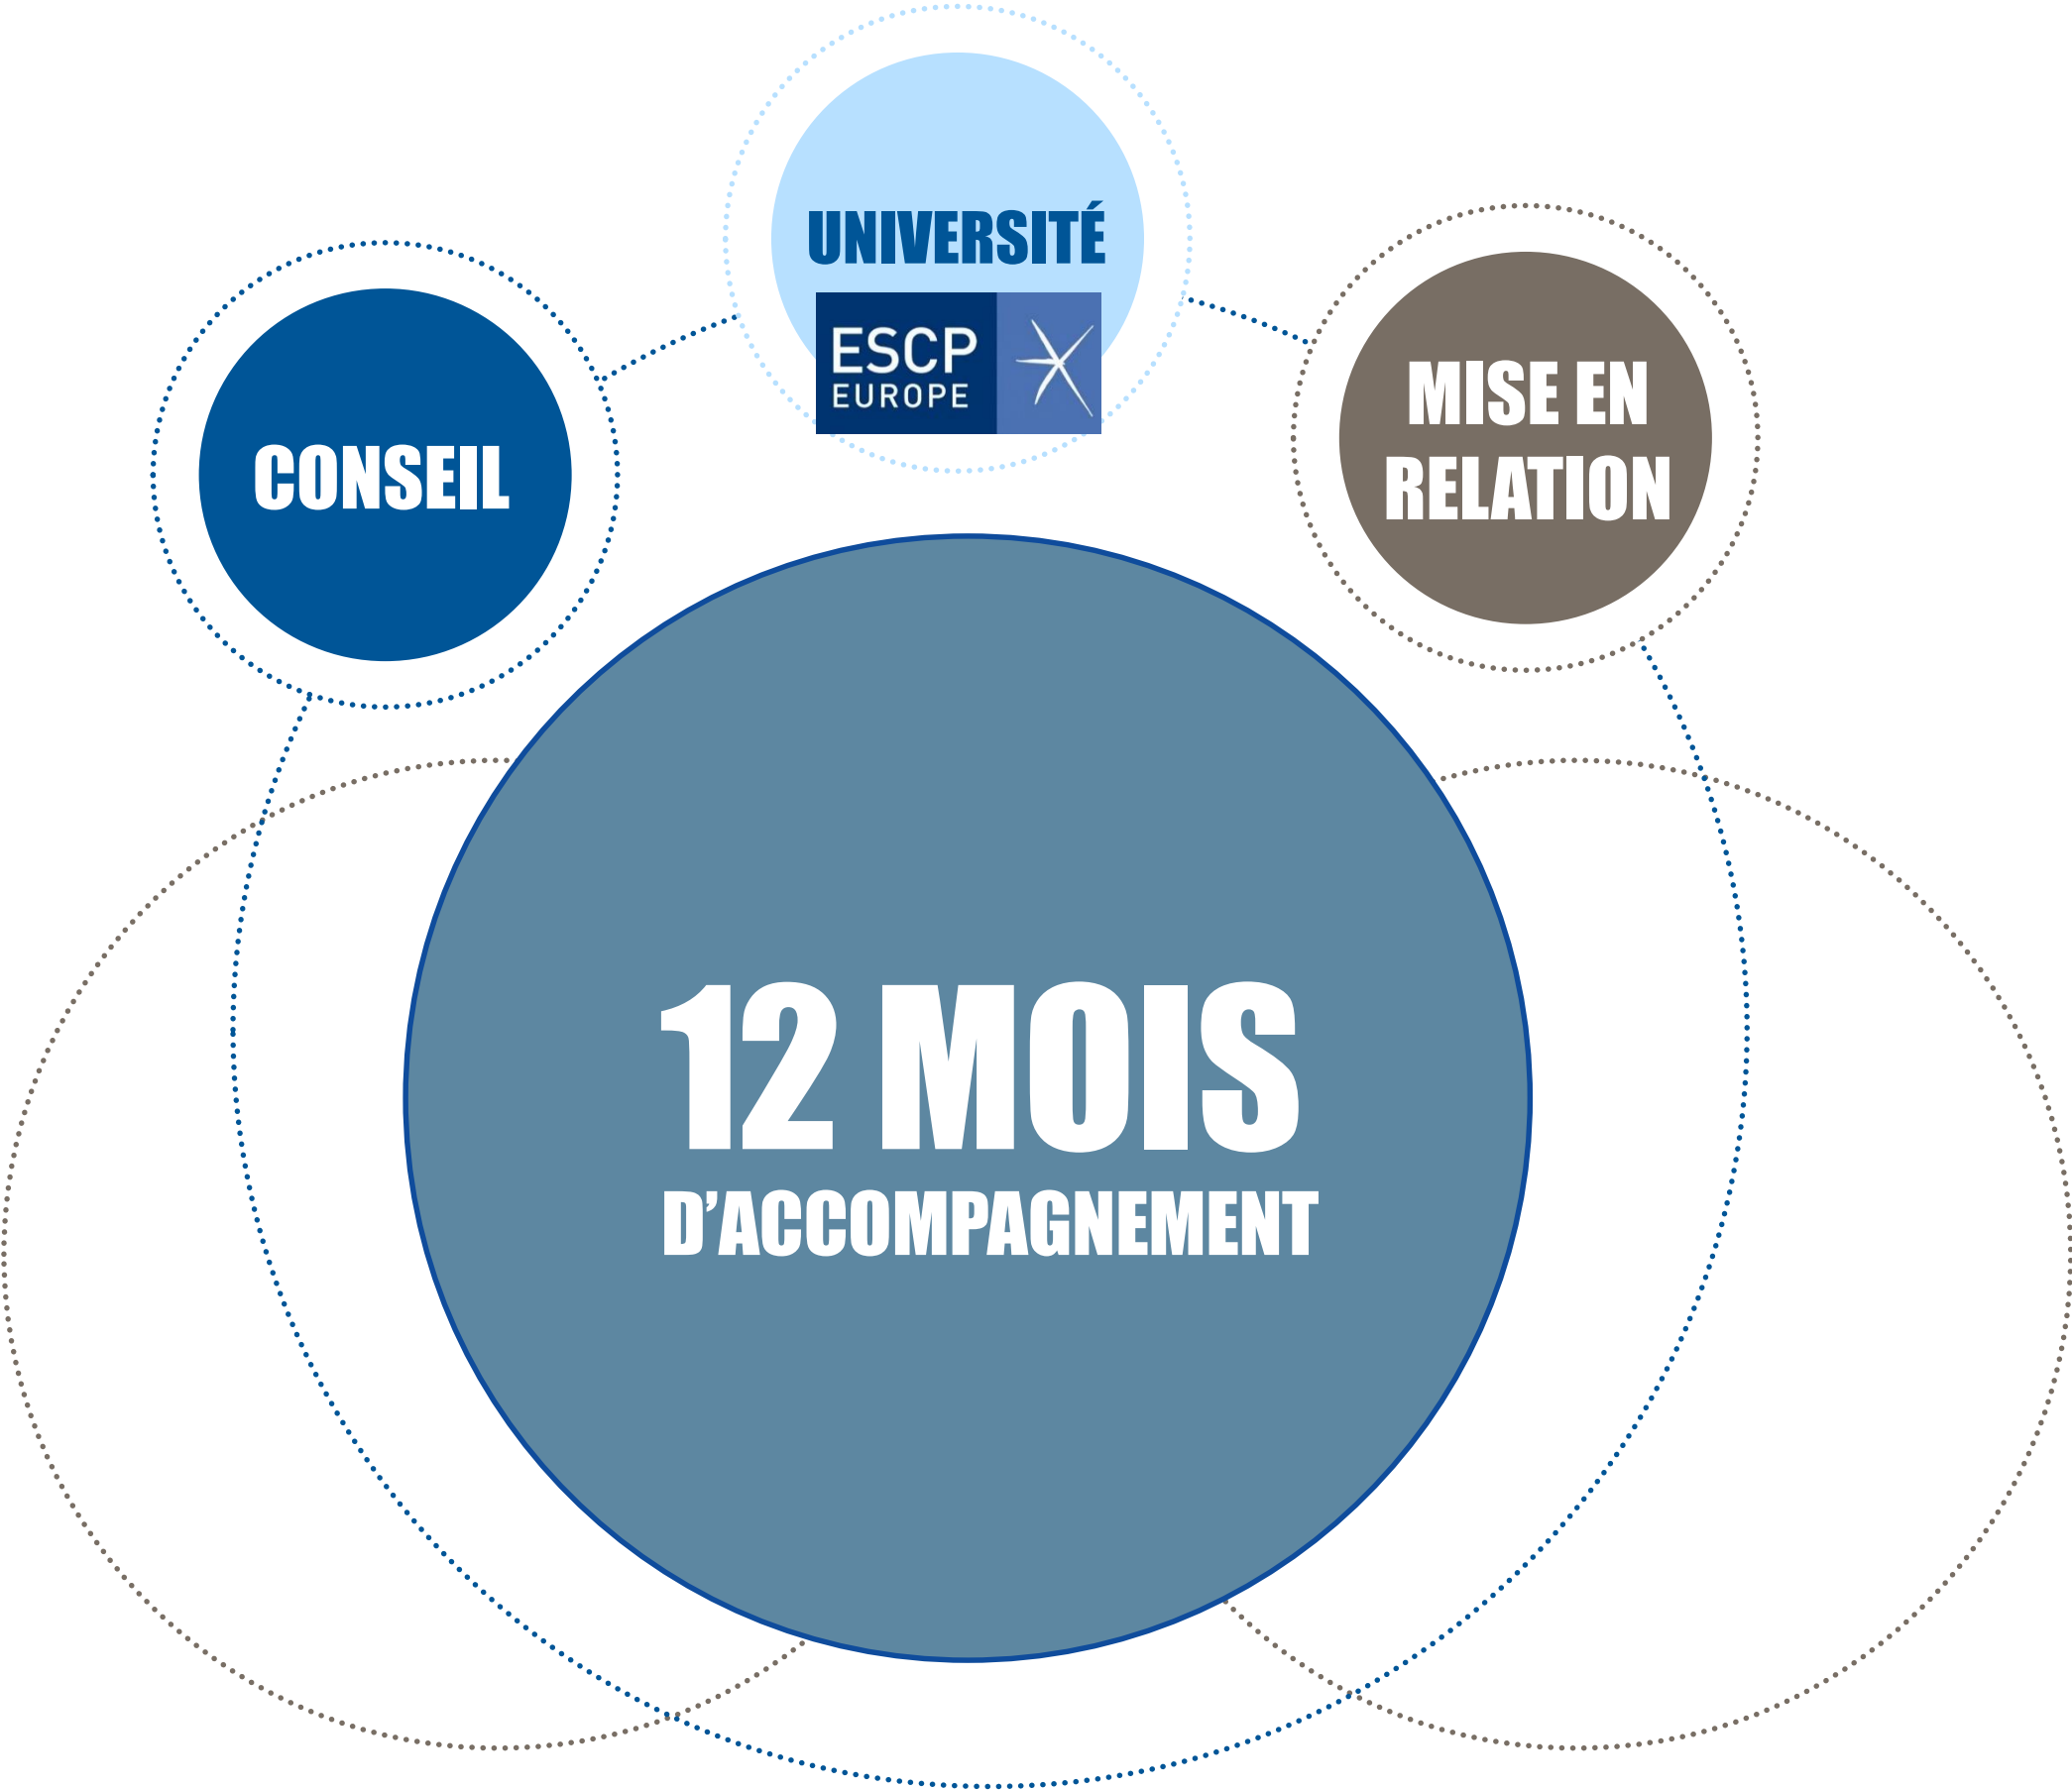 UNIVERSITÉ
ESCP
EUROPE
CONSEIL
MISE EN
RELATION
12 MOIS
D'ACCOMPAGNEMENT